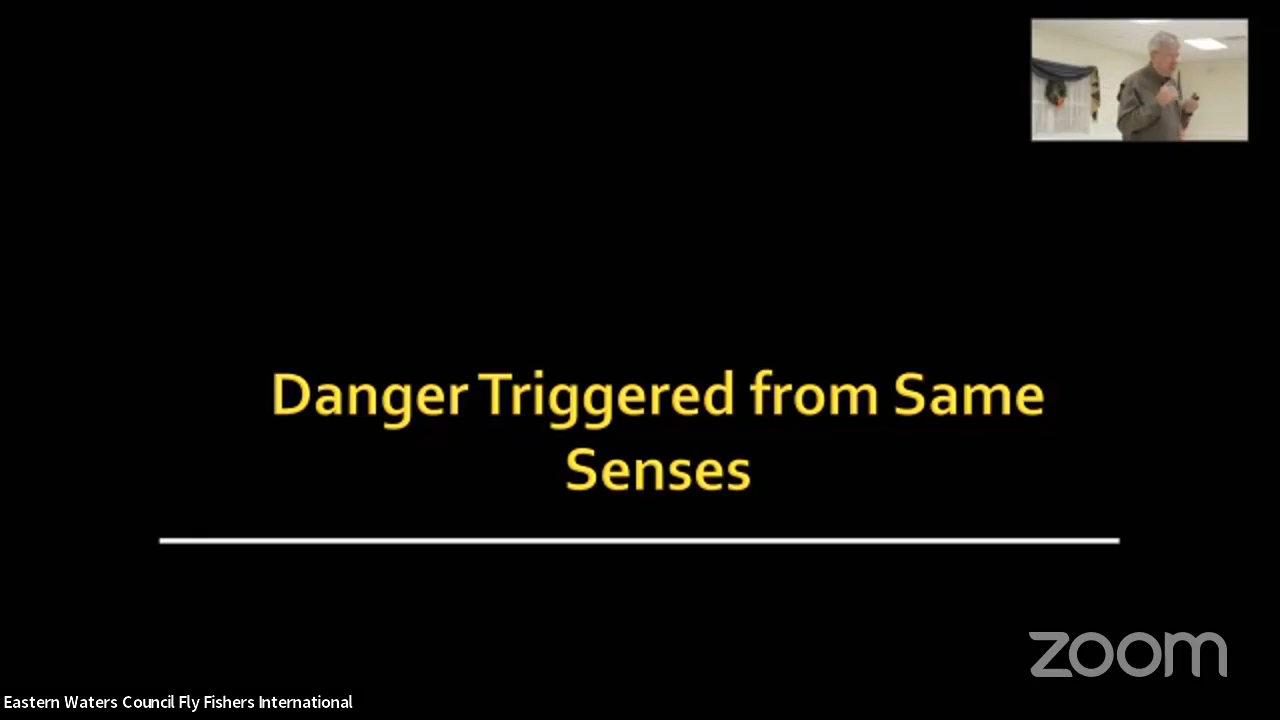 Danger Triggered from Same
Senses
zoom
Eastern Waters Council Fly Fishers International